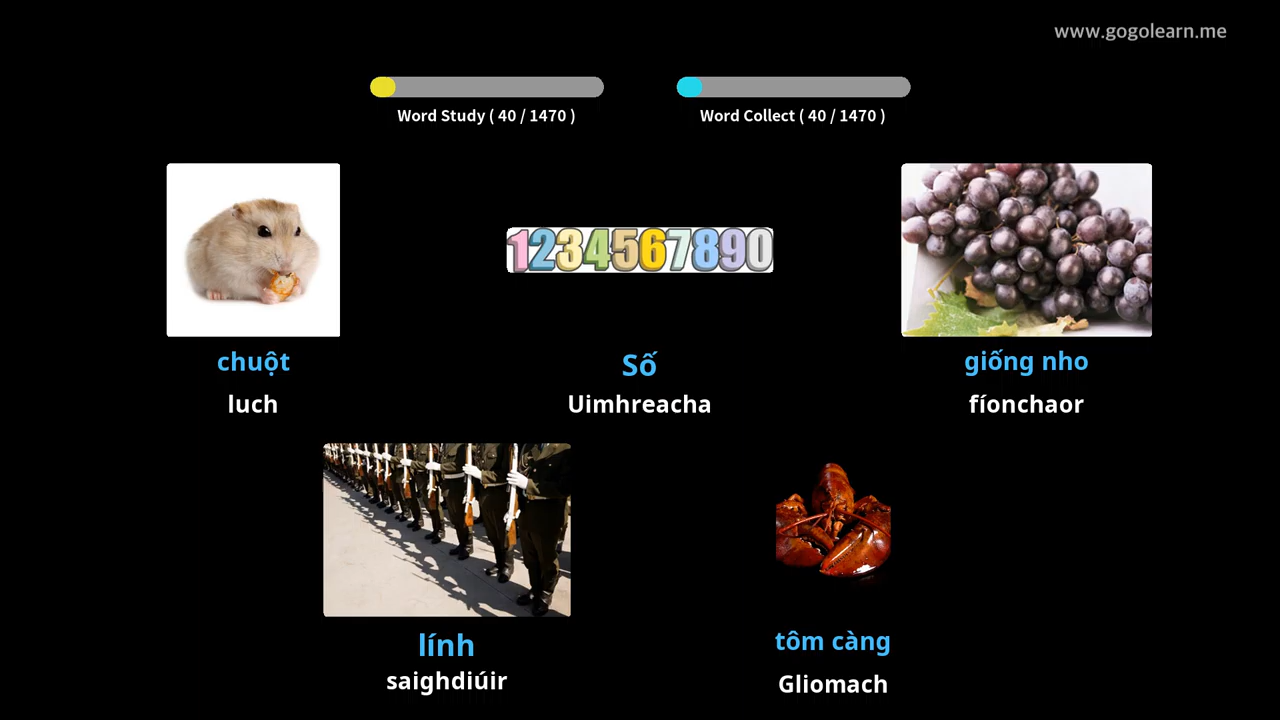 www.gogolearn.me
Word Study ( 40 / 1470 )
Word Collect ( 40 / 1470 )
1234567890
chuột
luch
Số
Uimhreacha
giống nho
fíonchaor
lính
saighdiúir
tôm càng
Gliomach